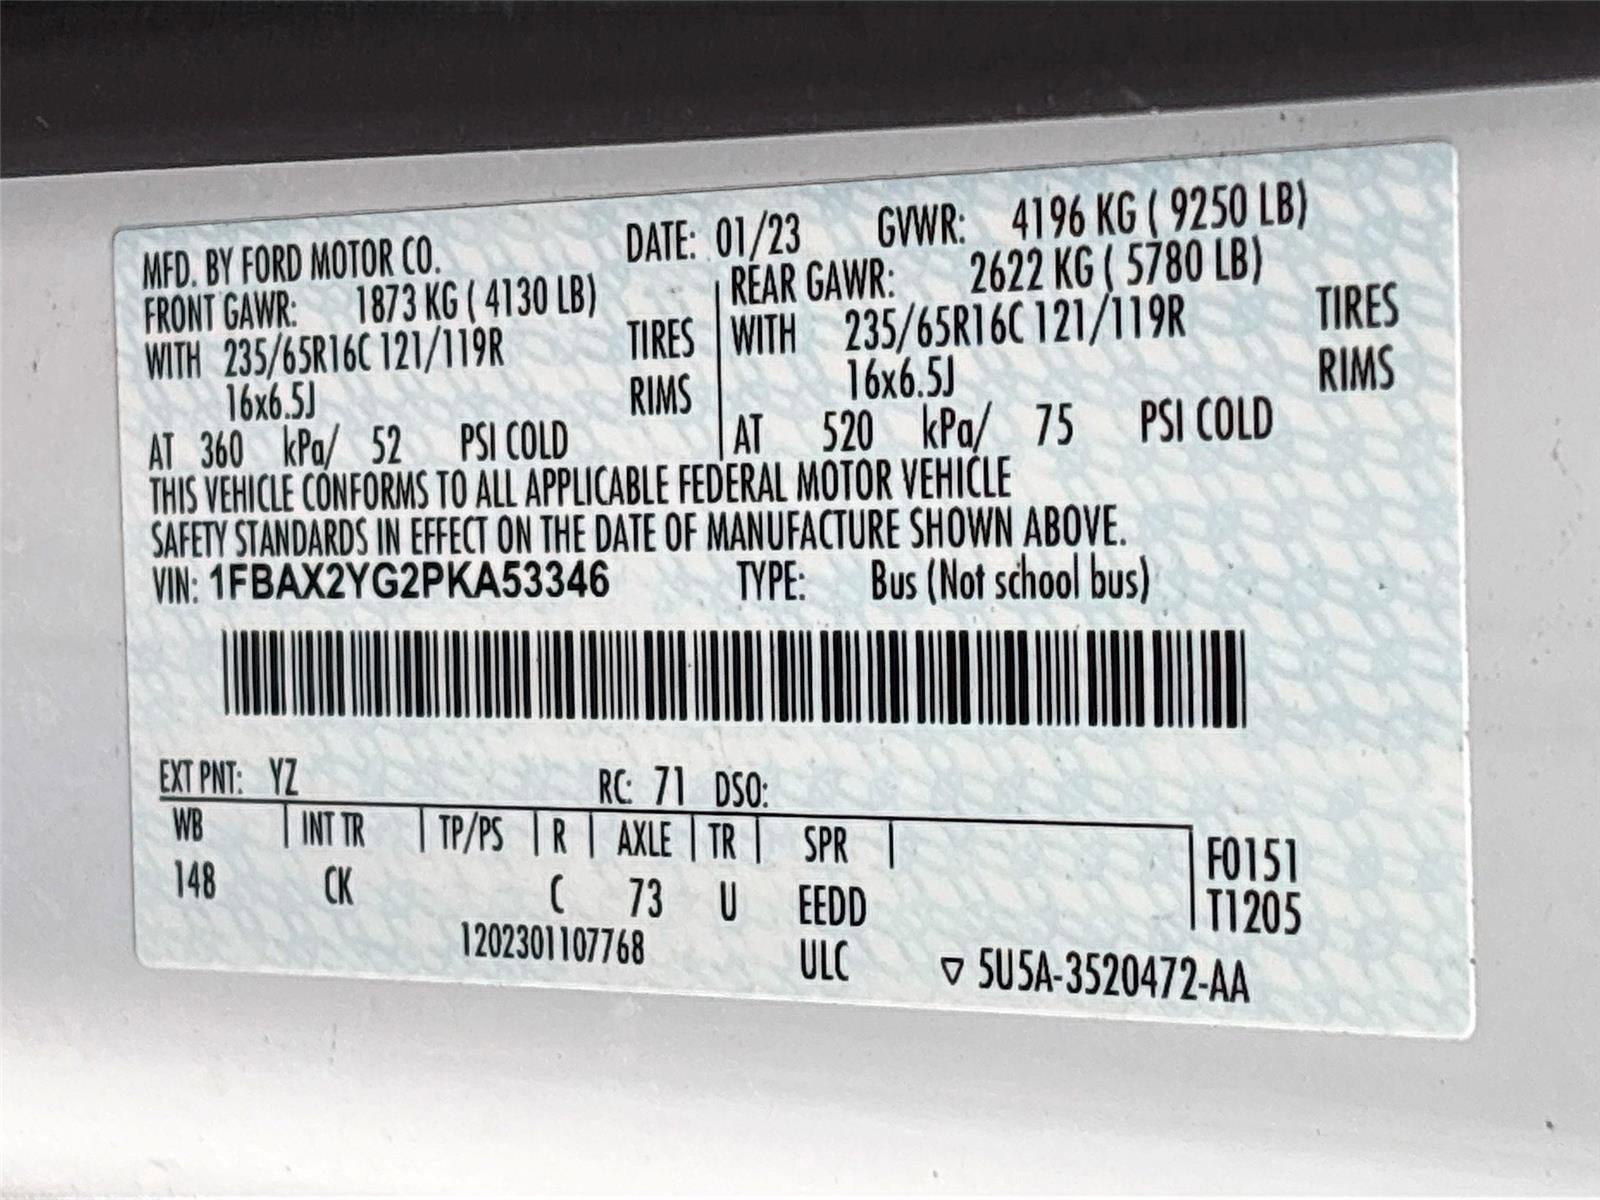 MFD. BY FORD MOTOR CO. DATE: 01/23 GVWR: 4196 KG ( 9250 LB)
FRONT GAWR: 1873 KG ( 4130 LB) REAR GAWR: 2622 KG ( 5780 LB)
WITH 235/65R16C 121/119R TIRES WITH 235/65R16C 121/119R TIRES
16x6.5J RIMS 16x6.5J RIMS
AT 360 kPa/ 52 PSI COLD AT 520 kPa/ 75 PSI COLD
THIS VEHICLE CONFORMS TO ALL APPLICABLE FEDERAL MOTOR VEHICLE
SAFETY STANDARDS IN EFFECT ON THE DATE OF MANUFACTURE SHOWN ABOVE.
VIN: 1FBAX2YG2PKA53346 TYPE: Bus (Not school bus)
EXT PNT: YZ RC: 71 DSO:
WB INT TR TP/PS R AXLE TR SPR F0151
148 CK C 73 U EEDD T1205
1202301107768 ULC ▽ 5U5A-3520472-AA